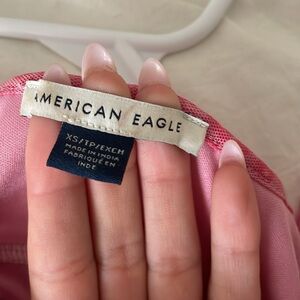 AMERICAN EAGLE
XS/TP/EXCH
MADE IN INDIA
FABRIQUÉ EN
INDE